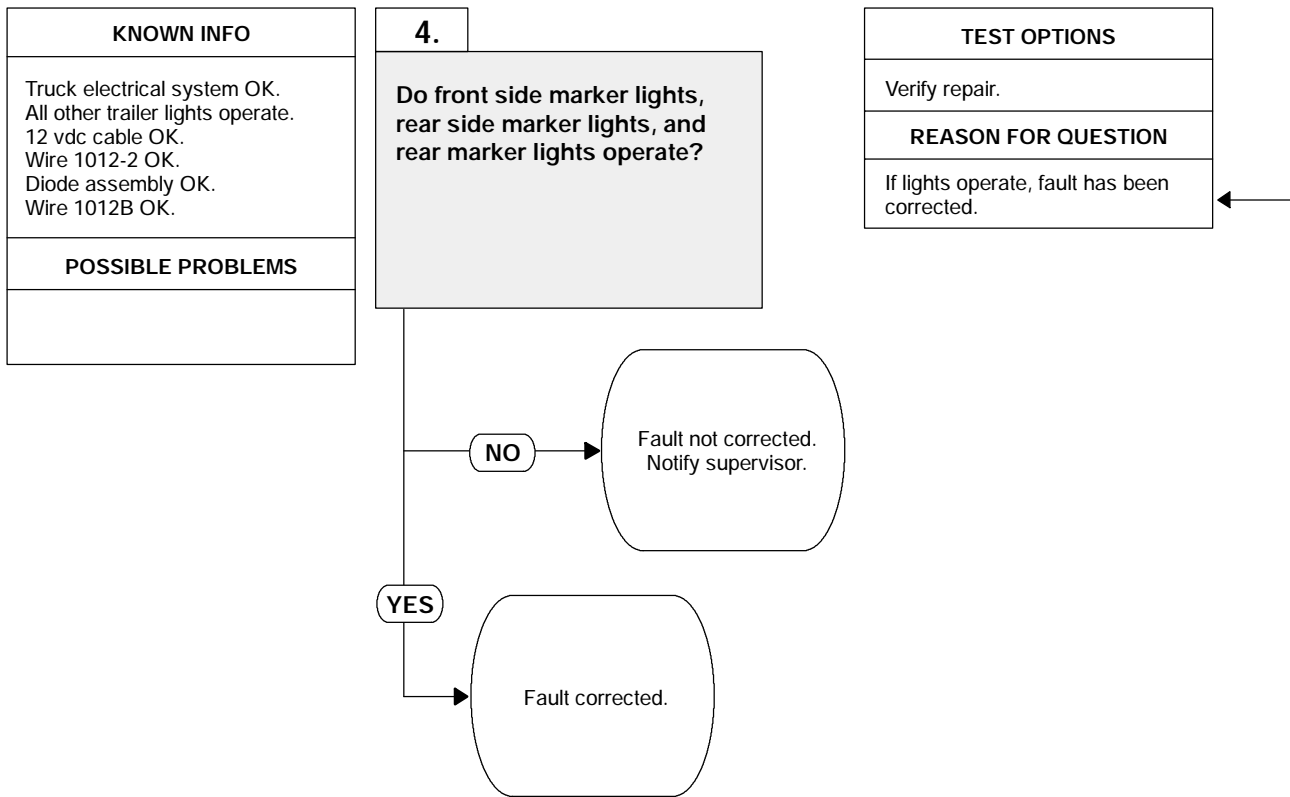 KNOWN INFO
Truck electrical system OK.
All other trailer lights operate.
12 vdc cable OK.
Wire 1012-2 OK.
Diode assembly OK.
Wire 1012B OK.
POSSIBLE PROBLEMS
4.
Do front side marker lights,
rear side marker lights, and
rear marker lights operate?
TEST OPTIONS
Verify repair.
REASON FOR QUESTION
If lights operate, fault has been
corrected.
NO
Fault not corrected.
Notify supervisor.
YES
Fault corrected.